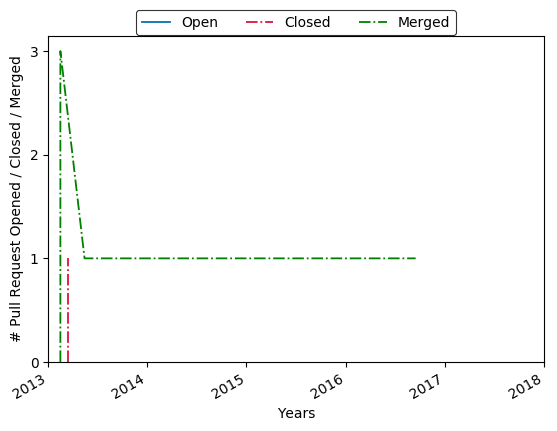 Open Closed Merged
# Pull Request Opened / Closed / Merged
3
2
1
0
2013 2014 2015 2016 2017 2018
Years